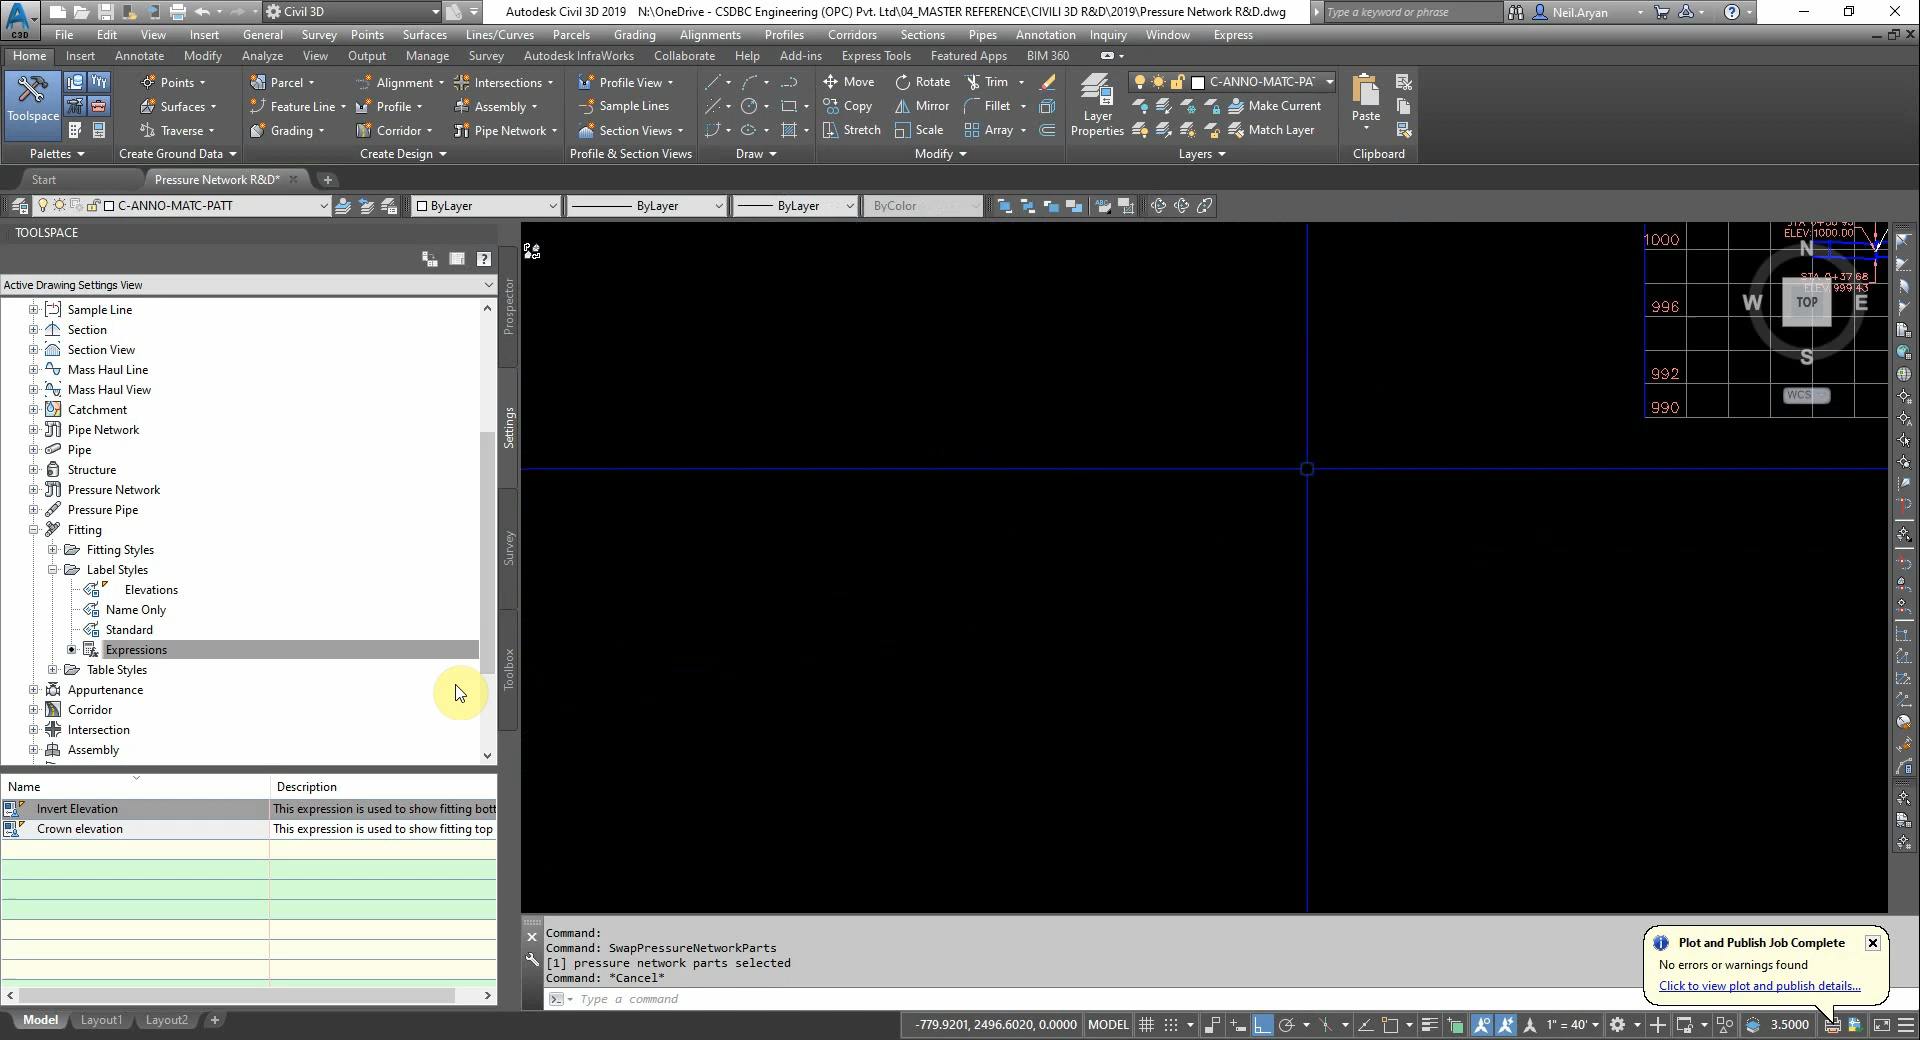 Civil 3D
Autodesk Civil 3D 2019 N:\OneDrive - CSDBC Engineering (OPC) Pvt. Ltd\04_MASTER REFERENCE\CIVILI 3D R&D\2019\Pressure Network R&D.dwg
Type a keyword or phrase
Neil.Aryan
C3D
File Edit View Insert General Survey Points Surfaces Lines/Curves Parcels Grading Alignments Profiles Corridors Sections Pipes Annotation Inquiry Window Express
Home Insert Annotate Modify Analyze View Output Manage Survey Autodesk InfraWorks Collaborate Help Add-ins Express Tools Featured Apps BIM 360
Points Parcel Alignment Intersections Profile View Move Rotate Trim C-ANNO-MATC-PAT
Toolspace Surfaces Feature Line Profile Assembly Sample Lines Copy Mirror Fillet Layer Properties Make Current Paste
Traverse Grading Corridor Pipe Network Section Views Stretch Scale Array Match Layer
Palettes Create Ground Data Create Design Profile & Section Views Draw Modify Layers Clipboard
Start Pressure Network R&D*
C-ANNO-MATC-PATT ByLayer ByLayer ByLayer ByColor
TOOLSPACE
Active Drawing Settings View
Sample Line
Section
Section View
Mass Haul Line
Mass Haul View
Catchment
Pipe Network
Pipe
Structure
Pressure Network
Pressure Pipe
Fitting
Fitting Styles
Label Styles
Elevations
Name Only
Standard
Expressions
Table Styles
Appurtenance
Corridor
Intersection
Assembly
Prospector
Settings
Survey
Toolbox
Name Description
Invert Elevation This expression is used to show fitting bott
Crown elevation This expression is used to show fitting top
1000
ELEV:1000.00
STA 0+37.68
ELEV 999.43
996
992
990
N
W TOP E
S
WCS
Command:
Command: SwapPressureNetworkParts
[1] pressure network parts selected
Command: *Cancel*
Type a command
Plot and Publish Job Complete
No errors or warnings found
Click to view plot and publish details...
Model Layout1 Layout2
-779.9201, 2496.6020, 0.0000 MODEL 1" = 40' 3.5000